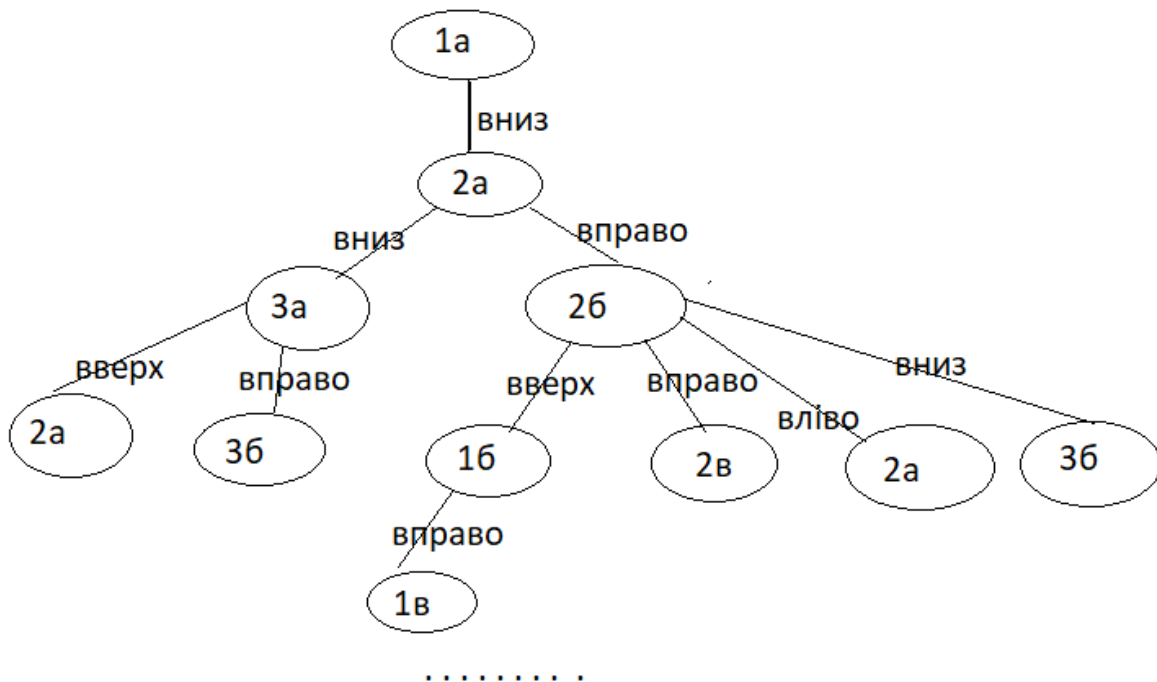 1а
вниз
2а
вниз
вправо
3а
2б
вверх
вправо
вверх
вправо
вліво
вниз
2а
3б
1б
2в
2а
3б
вправо
1в
. . . . . . . . . .